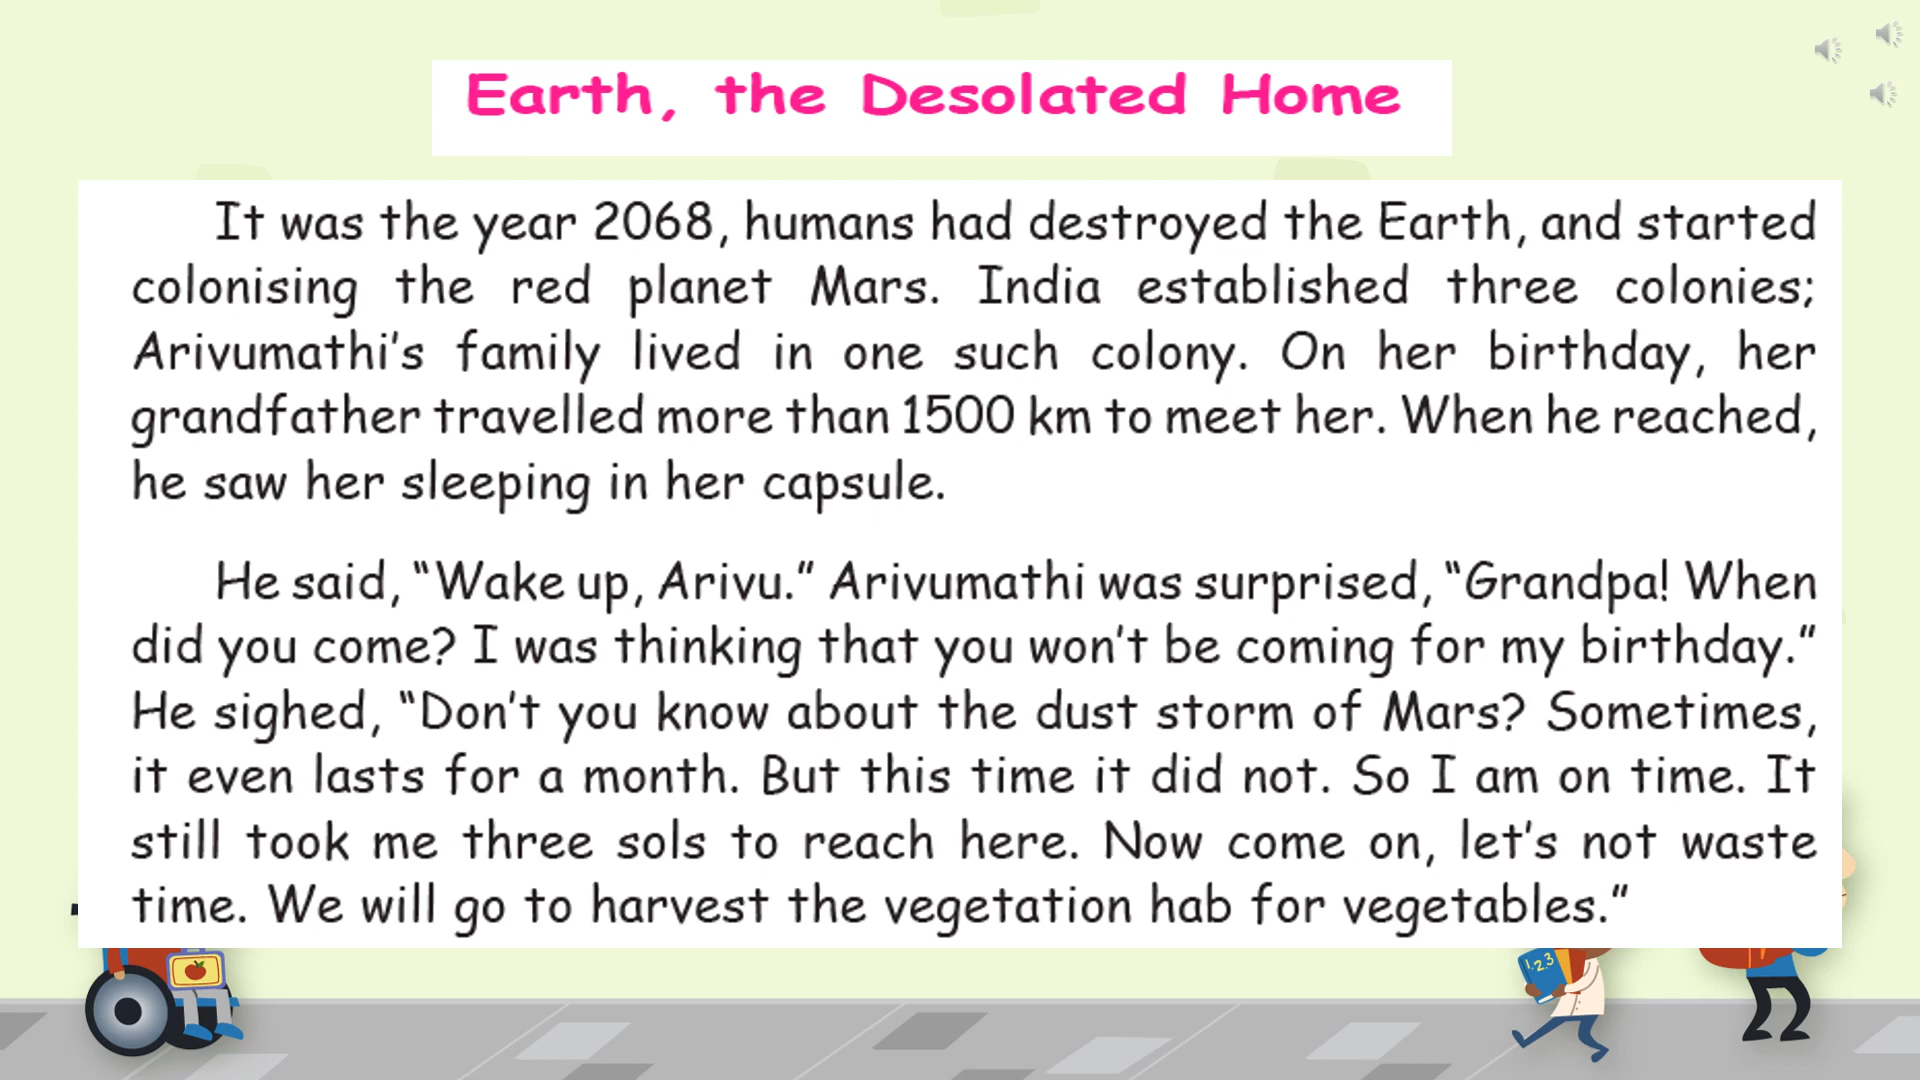 Earth, the Desolated Home
It was the year 2068, humans had destroyed the Earth, and started
colonising the red planet Mars. India established three colonies;
Arivumathi’s family lived in one such colony. On her birthday, her
grandfather travelled more than 1500 km to meet her. When he reached,
he saw her sleeping in her capsule.
He said, “Wake up, Arivu.” Arivumathi was surprised, “Grandpa! When
did you come? I was thinking that you won’t be coming for my birthday.”
He sighed, “Don’t you know about the dust storm of Mars? Sometimes,
it even lasts for a month. But this time it did not. So I am on time. It
still took me three sols to reach here. Now come on, let’s not waste
time. We will go to harvest the vegetation hab for vegetables.”
1,2,3